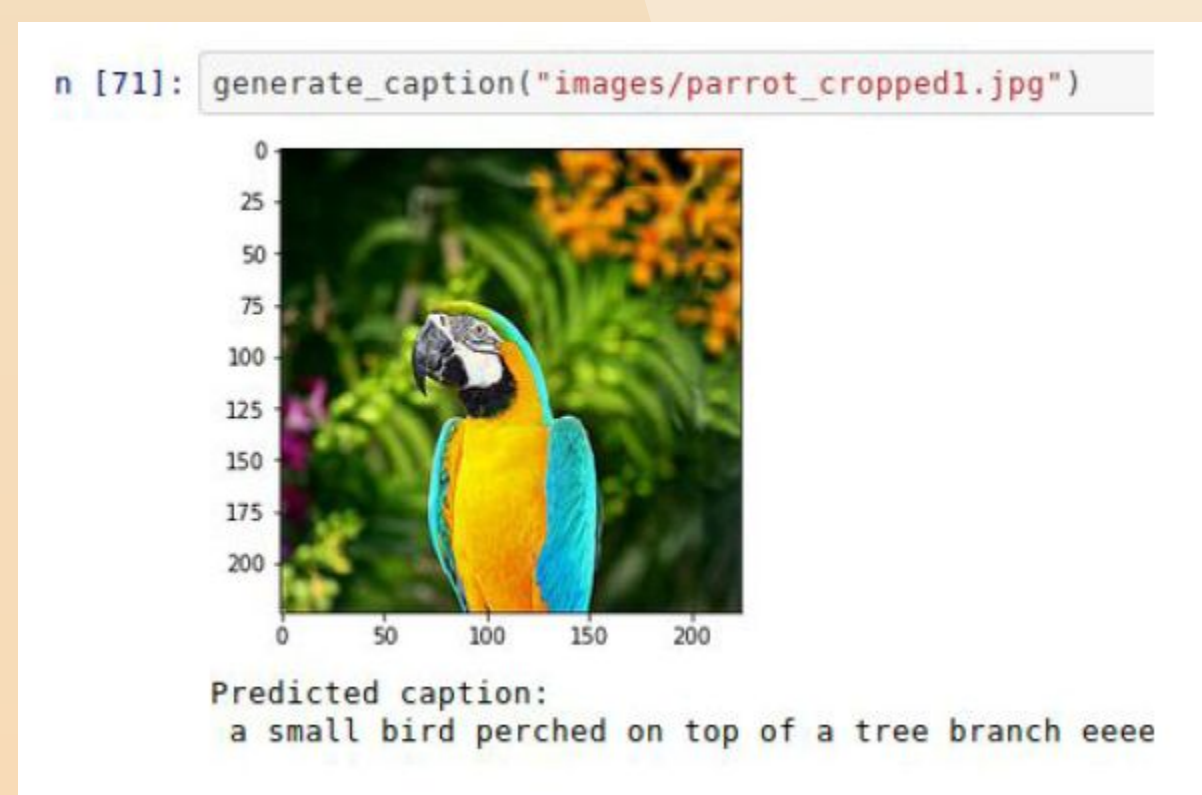 n [71]: generate_caption("images/parrot_cropped1.jpg")
0
25
50
75
100
125
150
175
200
0 50 100 150 200
Predicted caption:
a small bird perched on top of a tree branch eeee